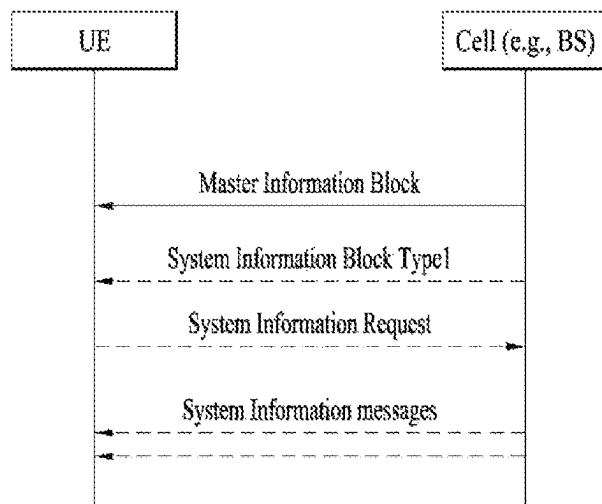 UE
Cell (e.g., BS)
Master Information Block
System Information Block Type1
System Information Request
System Information messages